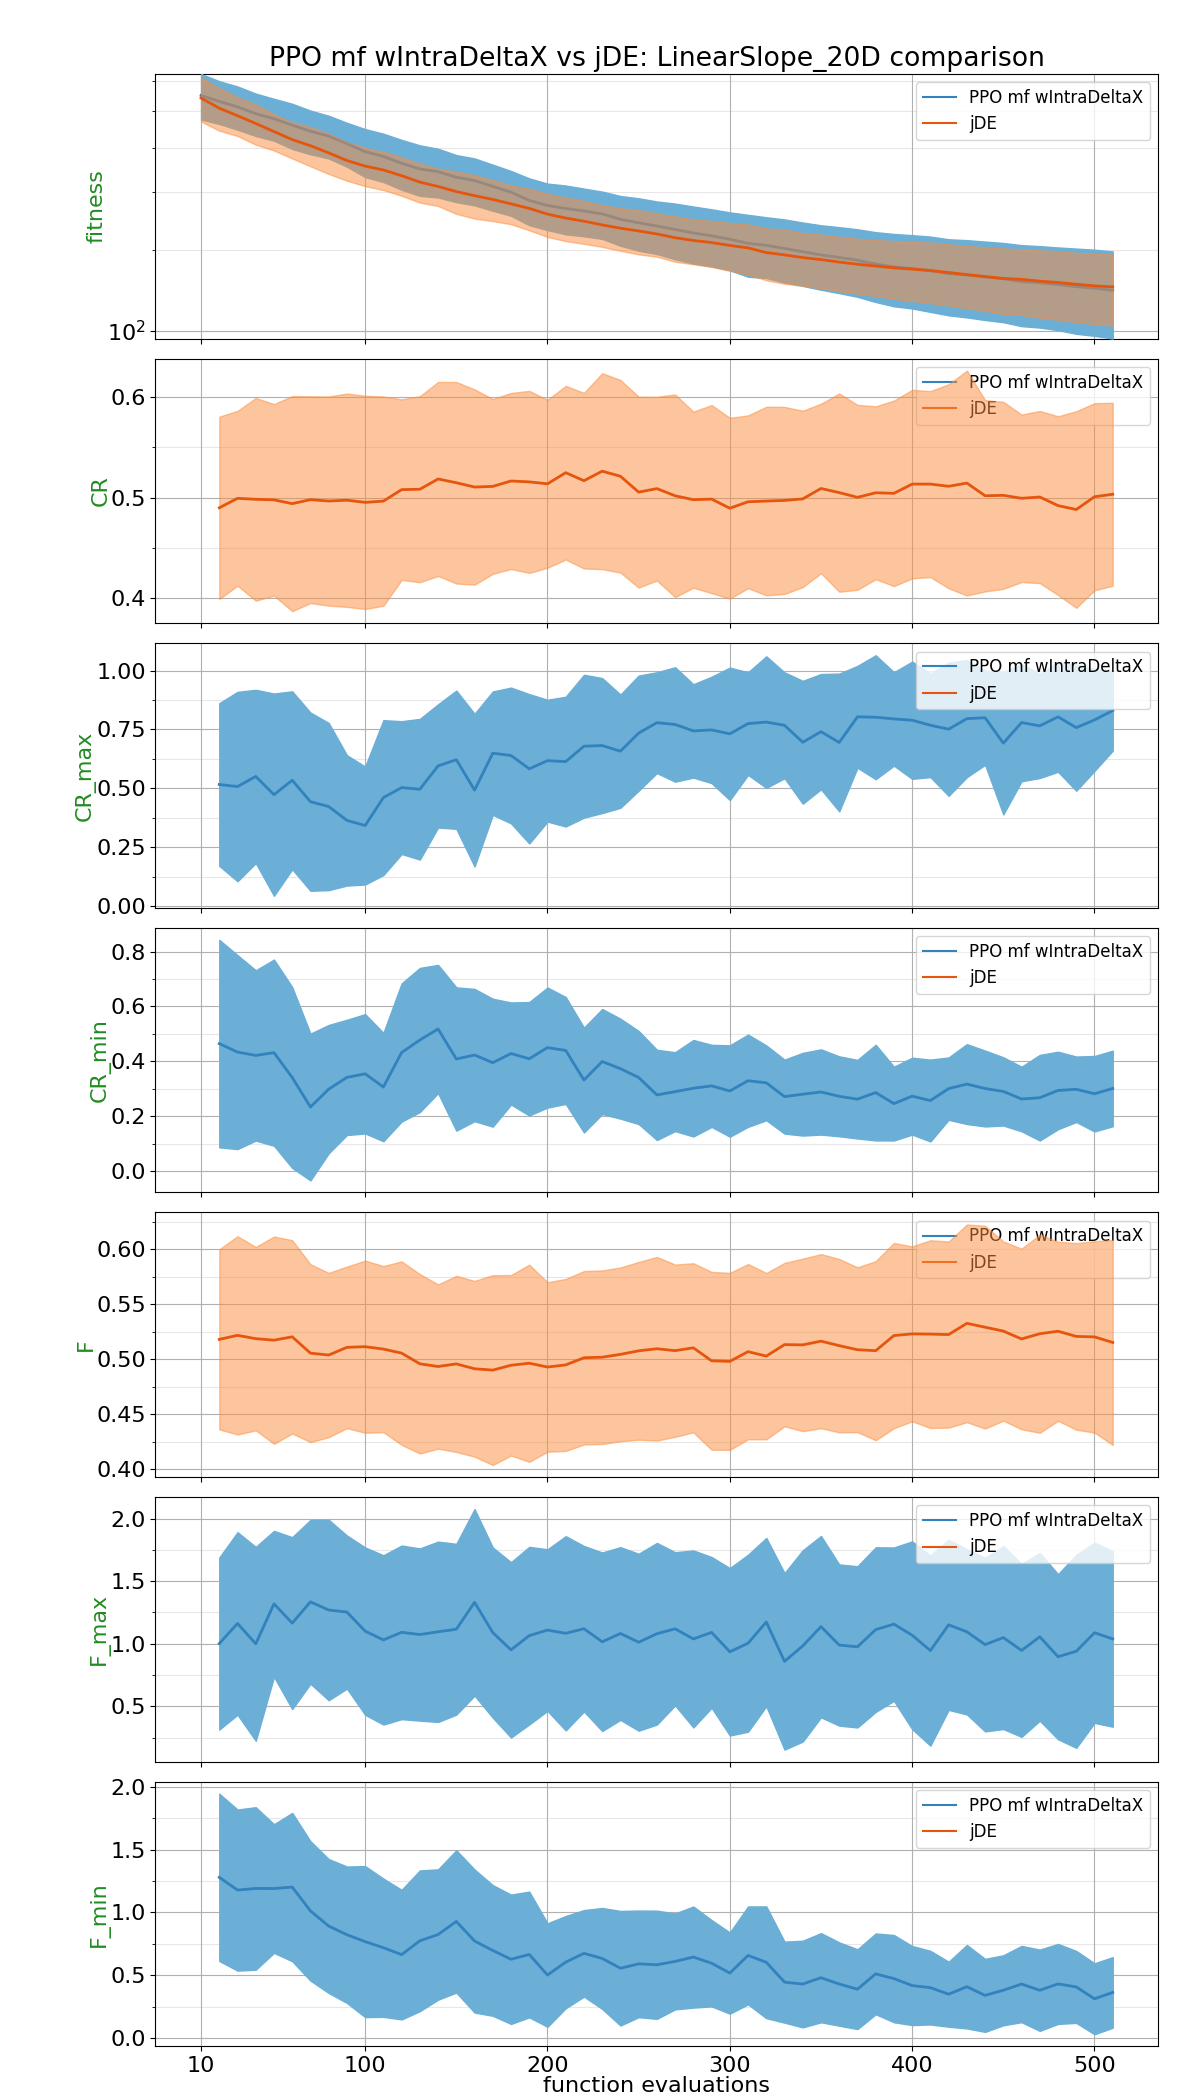 PPO mf wIntraDeltaX vs jDE: LinearSlope_20D comparison
fitness
10²
PPO mf wIntraDeltaX
jDE
CR
0.6
0.5
0.4
PPO mf wIntraDeltaX
jDE
CR_max
1.00
0.75
0.50
0.25
0.00
PPO mf wIntraDeltaX
jDE
CR_min
0.8
0.6
0.4
0.2
0.0
PPO mf wIntraDeltaX
jDE
F
0.60
0.55
0.50
0.45
0.40
PPO mf wIntraDeltaX
jDE
F_max
2.0
1.5
1.0
0.5
PPO mf wIntraDeltaX
jDE
F_min
2.0
1.5
1.0
0.5
0.0
PPO mf wIntraDeltaX
jDE
10 100 200 300 400 500
function evaluations